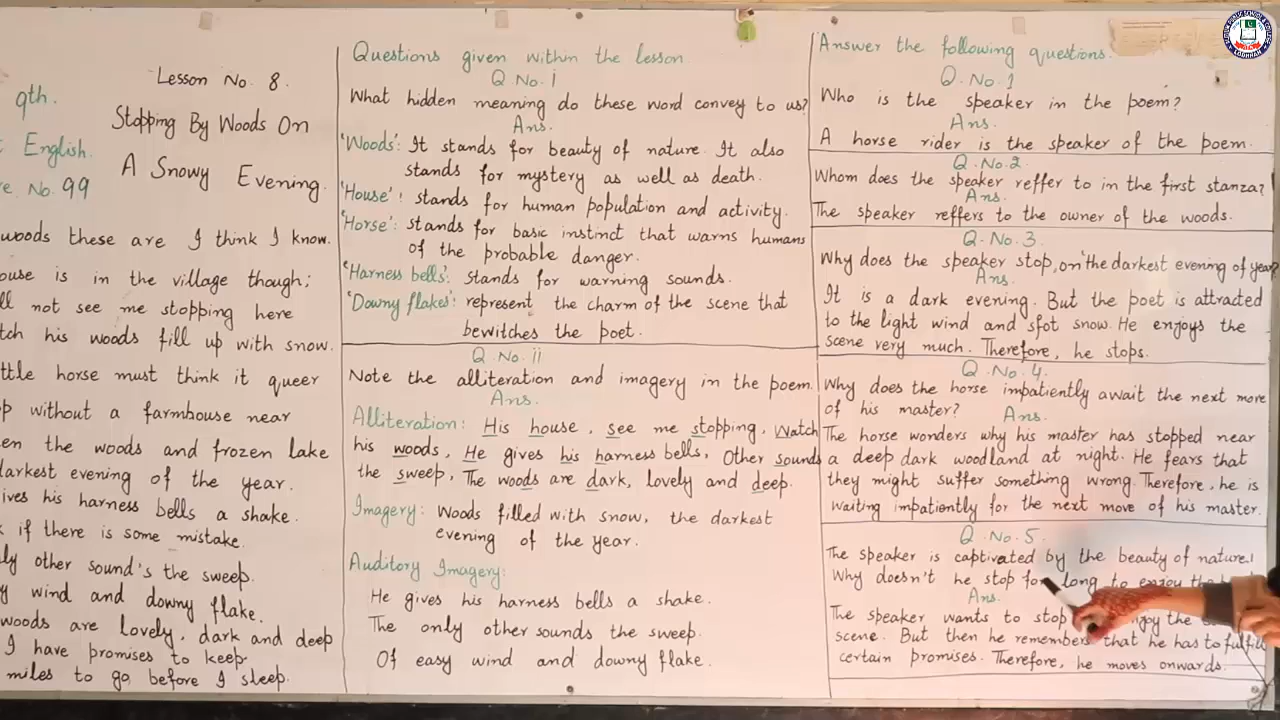 9th.
English.
No. 99
Lesson No. 8.
Stopping By Woods On
A Snowy Evening.
woods these are I think I know.
ouse is in the village though;
ll not see me stopping here
tch his woods fill up with snow.
ttle horse must think it queer
p without a farmhouse near
en the woods and frozen lake
darkest evening of the year.
ives his harness bells a shake.
k if there is some mistake.
ly other sound's the sweep.
y wind and downy flake.
woods are lovely, dark and deep
I have promises to keep.
miles to go before I sleep.
Questions given within the lesson.
Q No. i
What hidden meaning do these word convey to us?
Ans.
'Woods': It stands for beauty of nature. It also
stands for mystery as well as death.
'House': stands for human population and activity.
'Horse': stands for basic instinct that warns humans
of the probable danger.
'Harness bells': stands for warning sounds.
'Downy flakes': represent the charm of the scene that
bewitches the poet.
Q. No. ii
Note the alliteration and imagery in the poem.
Ans.
Alliteration: His house, see me stopping, Watch
his woods, He gives his harness bells, Other sounds
the sweep, The woods are dark, lovely and deep.
Imagery: Woods filled with snow, the darkest
evening of the year.
Auditory Imagery:
He gives his harness bells a shake.
The only other sounds the sweep.
Of easy wind and downy flake.
Answer the following questions.
Q. No. 1
Who is the speaker in the poem?
Ans.
A horse rider is the speaker of the poem.
Q. No. 2
Whom does the speaker reffer to in the first stanza?
Ans.
The speaker reffers to the owner of the woods.
Q. No. 3
Why does the speaker stop, on 'the darkest evening of year?
Ans.
It is a dark evening. But the poet is attracted
to the light wind and sfot snow. He enjoys the
scene very much. Therefore, he stops.
Q. No. 4
Why does the horse impatiently await the next move
of his master?
Ans.
The horse wonders why his master has stopped near
a deep dark woodland at night. He fears that
they might suffer something wrong. Therefore, he is
waiting impatiently for the next move of his master.
Q. No. 5.
The speaker is captivated by the beauty of nature.
Why doesn't he stop for long to enjoy the
Ans.
The speaker wants to stop
scene. But then he remembers that he has to fulfill
certain promises. Therefore, he moves onwards.